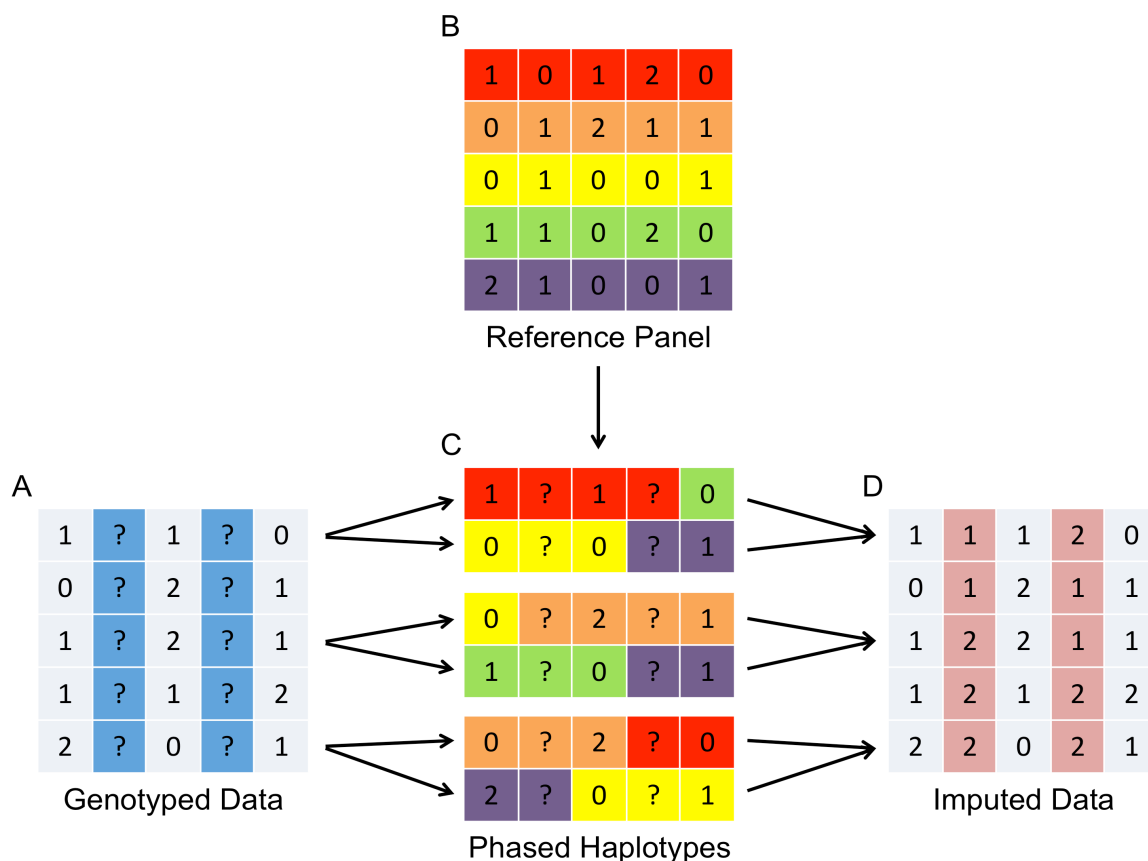 B
1 0 1 2 0
0 1 2 1 1
0 1 0 0 1
1 1 0 2 0
2 1 0 0 1
Reference Panel
A
1 ? 1 ? 0
0 ? 2 ? 1
1 ? 2 ? 1
1 ? 1 ? 2
2 ? 0 ? 1
Genotyped Data
C
1 ? 1 ? 0
0 ? 0 ? 1
0 ? 2 ? 1
1 ? 0 ? 1
0 ? 2 ? 0
2 ? 0 ? 1
Phased Haplotypes
D
1 1 1 2 0
0 1 2 1 1
1 2 2 1 1
1 2 1 2 2
2 2 0 2 1
Imputed Data